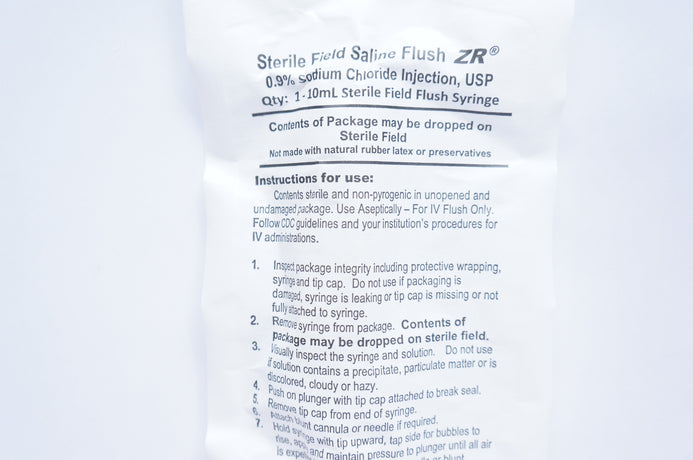 Sterile Field Saline Flush ZR®
0.9% Sodium Chloride Injection, USP
Qty: 1-10mL Sterile Field Flush Syringe
Contents of Package may be dropped on
Sterile Field
Not made with natural rubber latex or preservatives
Instructions for use:
Contents sterile and non-pyrogenic in unopened and
undamaged package. Use Aseptically – For IV Flush Only.
Follow CDC guidelines and your institution's procedures for
IV administrations.
1. Inspect package integrity including protective wrapping,
syringe and tip cap. Do not use if packaging is
damaged, syringe is leaking or tip cap is missing or not
fully attached to syringe.
2. Remove syringe from package. Contents of
package may be dropped on sterile field.
3. Visually inspect the syringe and solution. Do not use
if solution contains a precipitate, particulate matter or is
discolored, cloudy or hazy.
4. Push on plunger with tip cap attached to break seal.
5. Remove tip cap from end of syringe.
6. Attach blunt cannula or needle if required.
7. Hold syringe with tip upward, tap side for bubbles to
rise, and maintain pressure to plunger until all air
is blunt